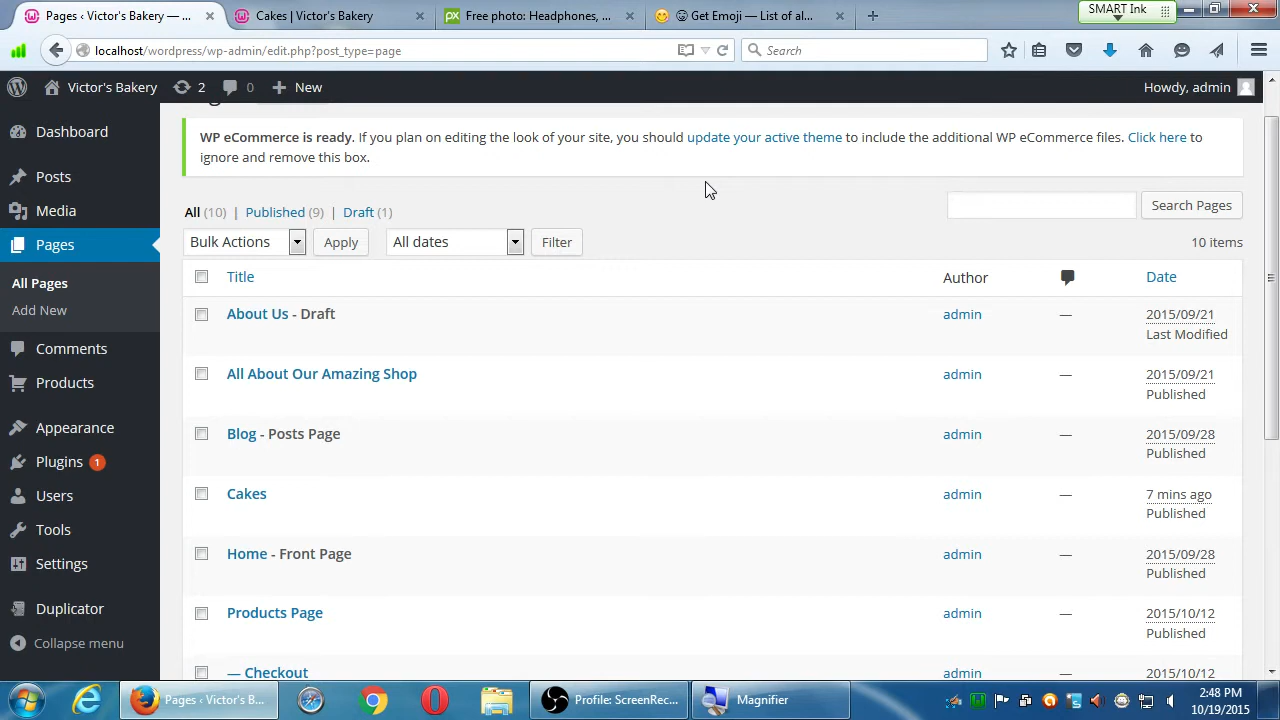 Pages ‹ Victor's Bakery — ...
Cakes | Victor's Bakery
Free photo: Headphones, ...
😜 Get Emoji — List of al...
SMART Ink
localhost/wordpress/wp-admin/edit.php?post_type=page
Search
Victor's Bakery
2
0
New
Howdy, admin
Dashboard
Posts
Media
Pages
All Pages
Add New
Comments
Products
Appearance
Plugins 1
Users
Tools
Settings
Duplicator
Collapse menu
WP eCommerce is ready. If you plan on editing the look of your site, you should update your active theme to include the additional WP eCommerce files. Click here to
ignore and remove this box.
All (10) | Published (9) | Draft (1)
Search Pages
Bulk Actions
Apply
All dates
Filter
10 items
Title
Author
Date
About Us - Draft
admin
—
2015/09/21
Last Modified
All About Our Amazing Shop
admin
—
2015/09/21
Published
Blog - Posts Page
admin
—
2015/09/28
Published
Cakes
admin
—
7 mins ago
Published
Home - Front Page
admin
—
2015/09/28
Published
Products Page
admin
—
2015/10/12
Published
— Checkout
admin
—
2015/10/12
Pages ‹ Victor's B...
Profile: ScreenRec...
Magnifier
2:48 PM
10/19/2015